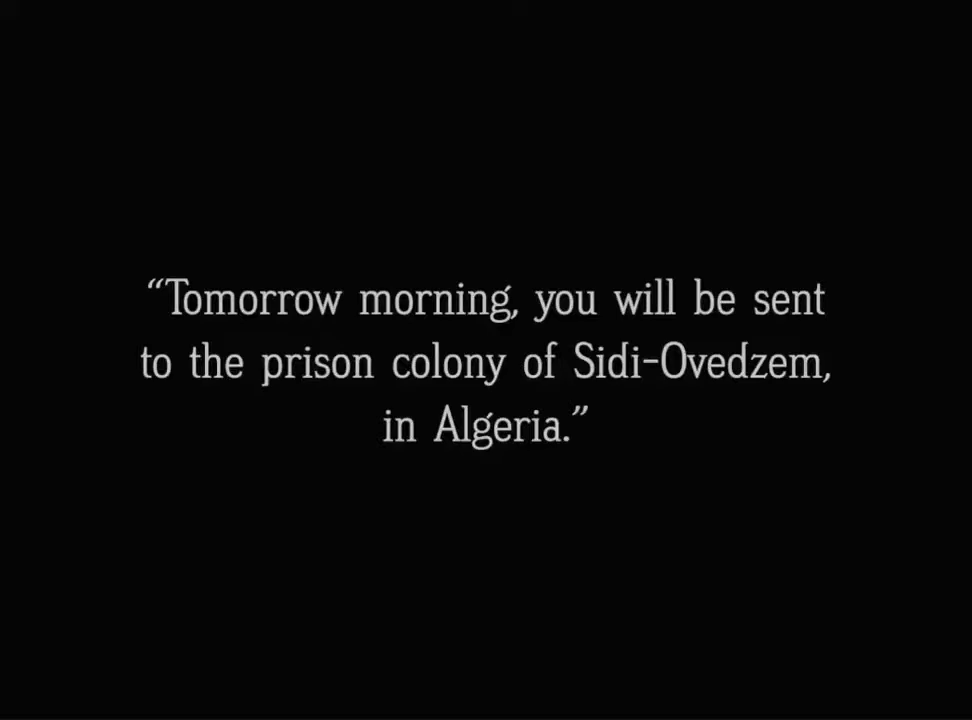 “Tomorrow morning, you will be sent
to the prison colony of Sidi-Ovedzem,
in Algeria.”